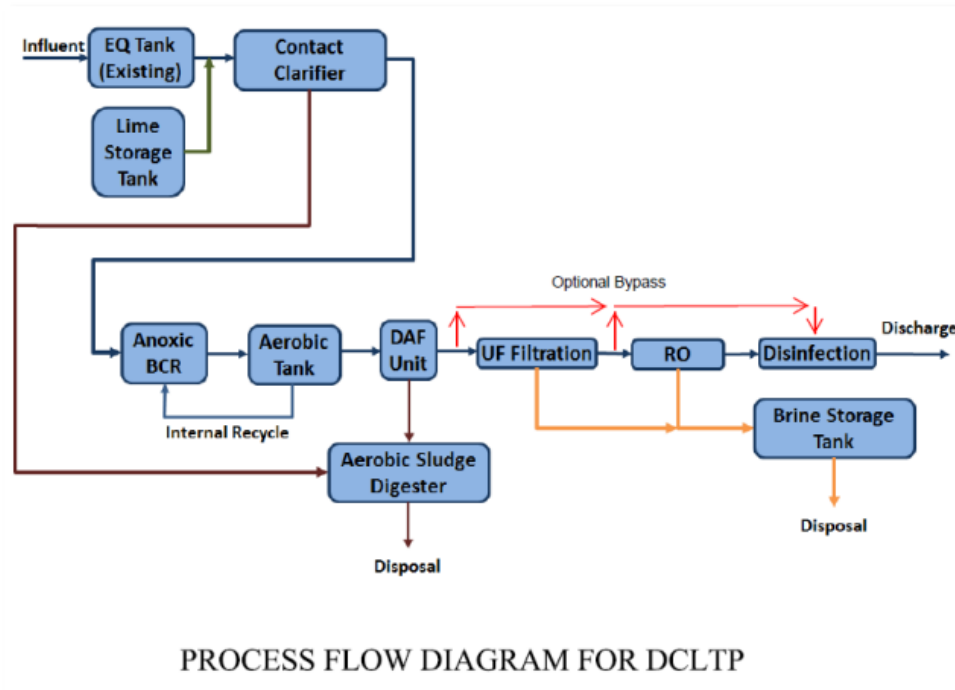 Influent
EQ Tank
(Existing)
Contact
Clarifier
Lime
Storage
Tank
Optional Bypass
Anoxic
BCR
Aerobic
Tank
DAF
Unit
UF Filtration
RO
Disinfection
Discharge
Internal Recycle
Brine Storage
Tank
Aerobic Sludge
Digester
Disposal
Disposal
PROCESS FLOW DIAGRAM FOR DCLTP